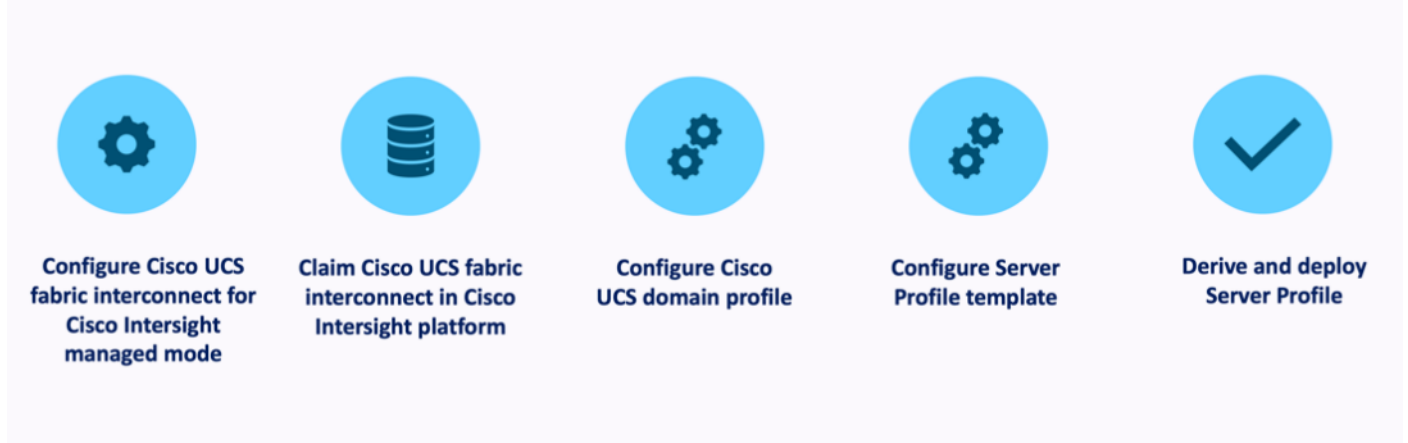 Configure Cisco UCS
fabric interconnect for
Cisco Intersight
managed mode
Claim Cisco UCS fabric
interconnect in Cisco
Intersight platform
Configure Cisco
UCS domain profile
Configure Server
Profile template
Derive and deploy
Server Profile